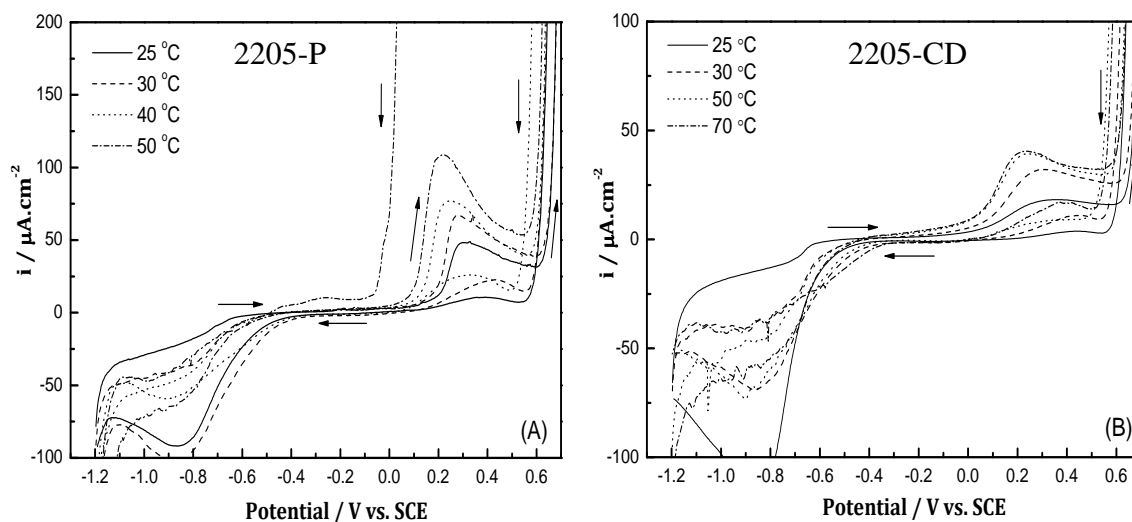 2205-P
25 °C
30 °C
40 °C
50 °C
200
150
100
50
0
-50
-100
i / μA.cm⁻²
-1.2 -1.0 -0.8 -0.6 -0.4 -0.2 0.0 0.2 0.4 0.6
Potential / V vs. SCE
(A)
2205-CD
25 °C
30 °C
50 °C
70 °C
100
50
0
-50
-100
i / μA.cm⁻²
-1.2 -1.0 -0.8 -0.6 -0.4 -0.2 0.0 0.2 0.4 0.6
Potential / V vs. SCE
(B)